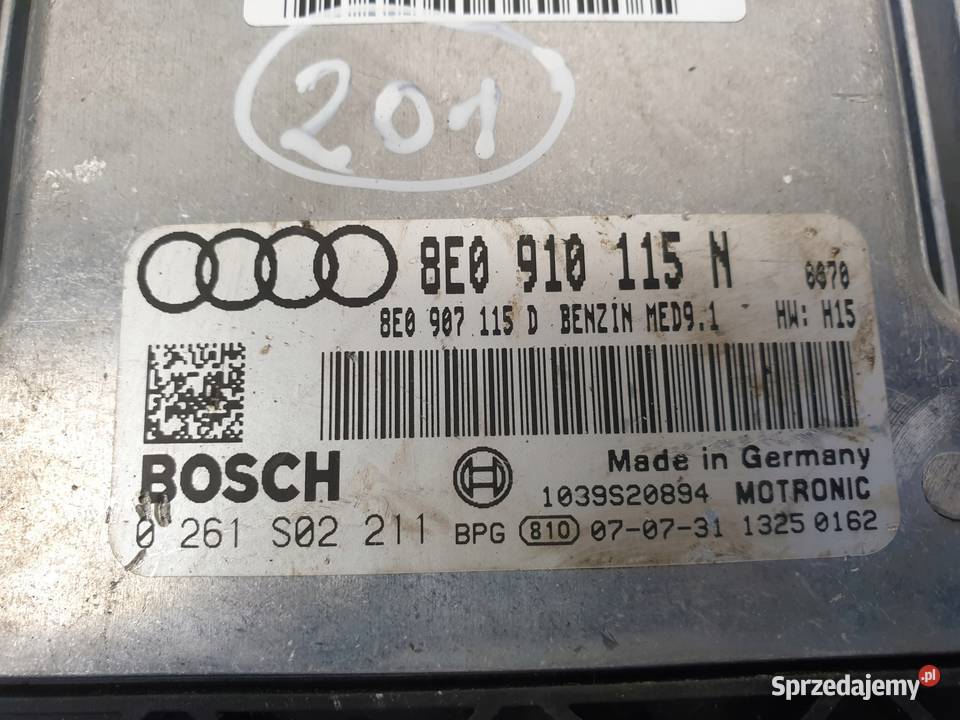 201
8E0 910 115 N 0070
8E0 907 115 D BENZIN MED9.1 HW: H15
BOSCH
Made in Germany
1039S20894 MOTRONIC
0 261 S02 211 BPG 810 07-07-31 1325 0162
Sprzedajemy.pl